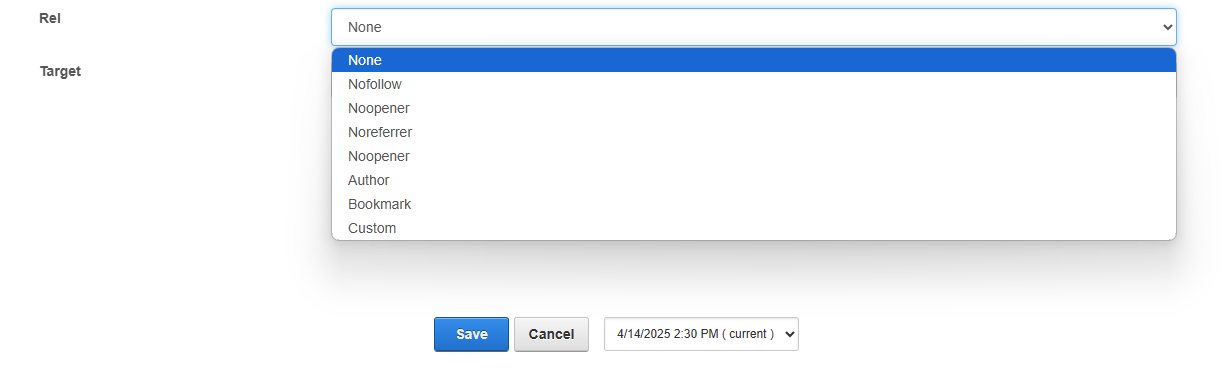 Rel
None
Target
None
Nofollow
Noopener
Noreferrer
Noopener
Author
Bookmark
Custom
Save
Cancel
4/14/2025 2:30 PM ( current )